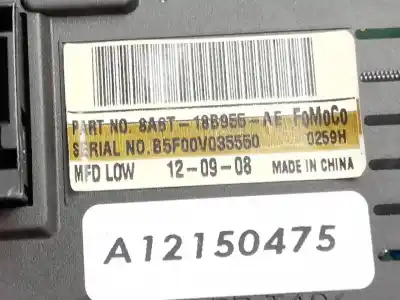 PART NO. 8A6T-18B955-AE FoMoCo
SERIAL NO. B5F00V035550 0259H
MFD LOW 12-09-08 MADE IN CHINA
A12150475